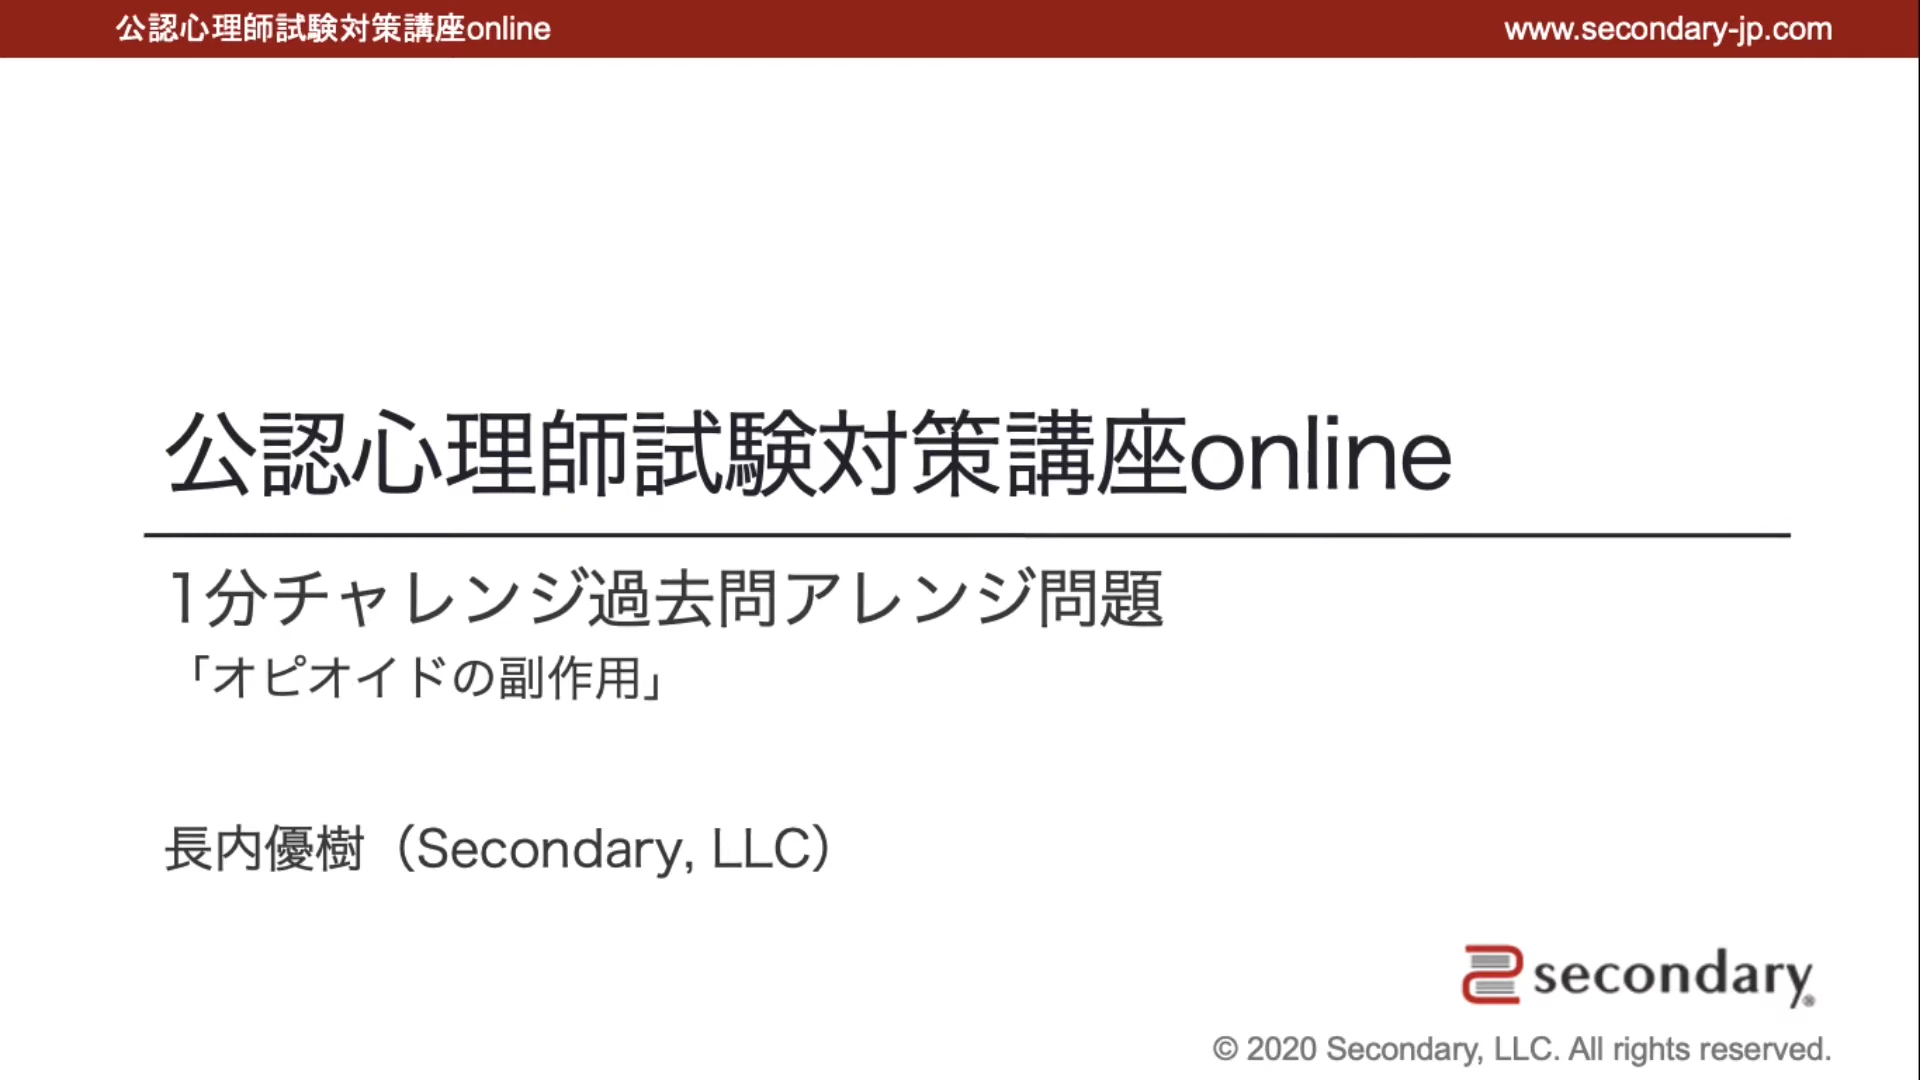 公認心理師試験対策講座online
www.secondary-jp.com
公認心理師試験対策講座online
1分チャレンジ過去問アレンジ問題
「オピオイドの副作用」
長内優樹（Secondary, LLC）
secondary®
© 2020 Secondary, LLC. All rights reserved.